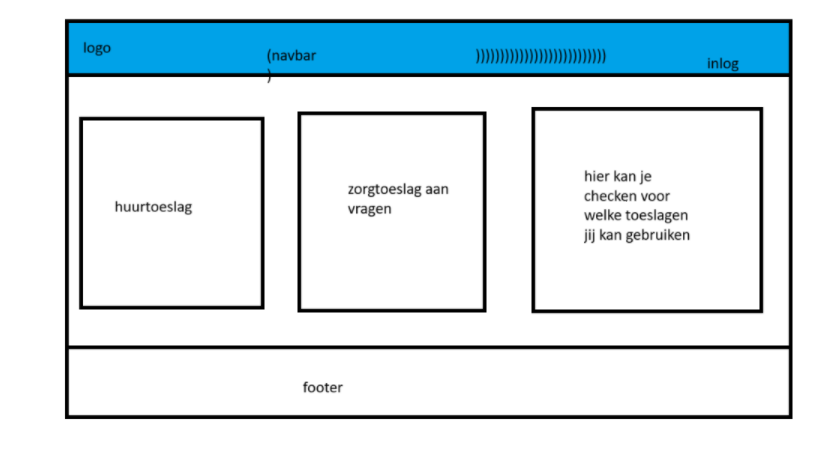 logo
(navbar
)
))))))))))))))))))))))))))
inlog
huurtoeslag
zorgtoeslag aan
vragen
hier kan je
checken voor
welke toeslagen
jij kan gebruiken
footer